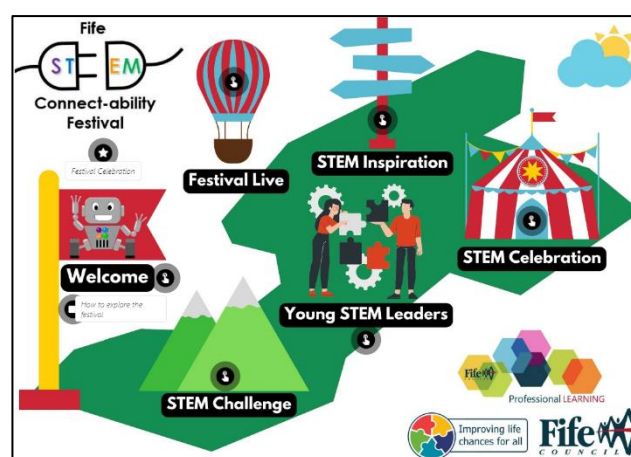 Fife
ST EM
Connect-ability
Festival
Festival Celebration
Festival Live
STEM Inspiration
STEM Celebration
Welcome
How to explore the
festival
Young STEM Leaders
STEM Challenge
Fife
Professional LEARNING
Improving life
chances for all
Fife
COUNCIL